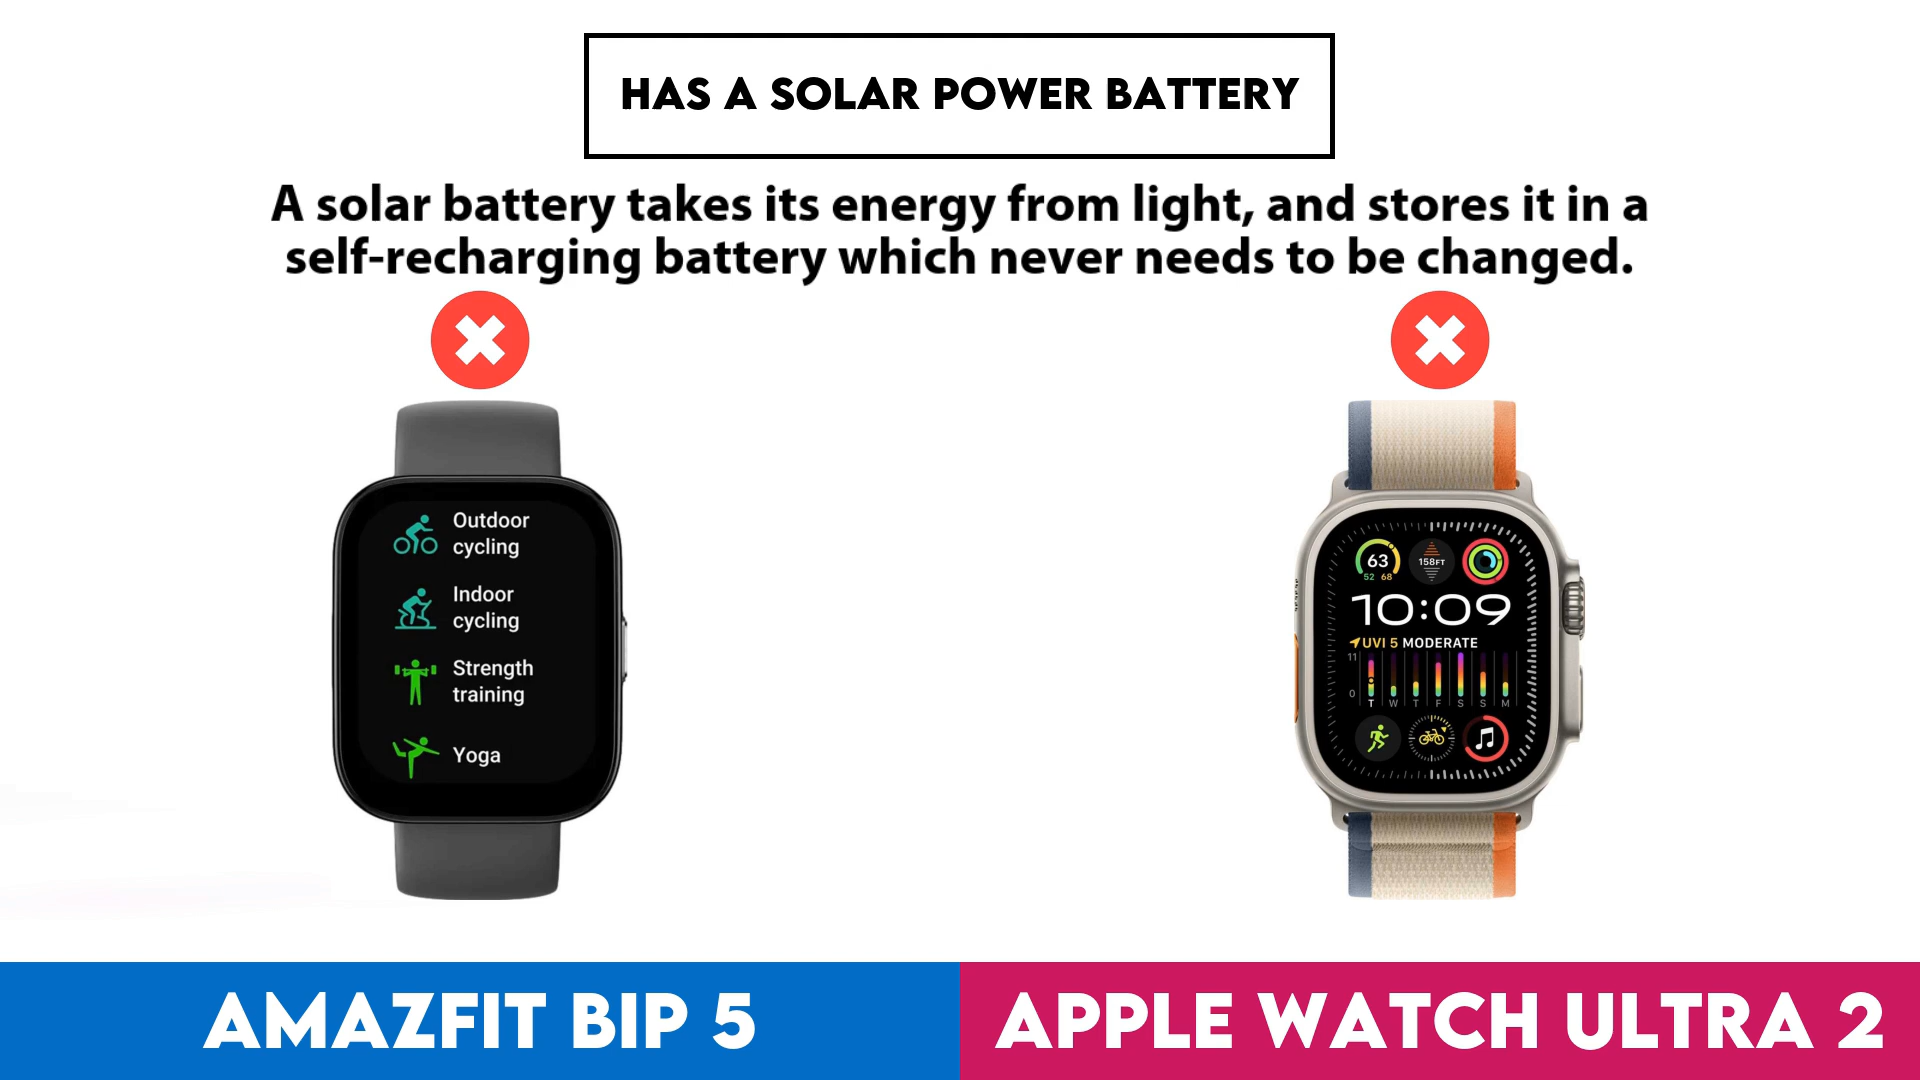 HAS A SOLAR POWER BATTERY
A solar battery takes its energy from light, and stores it in a
self-recharging battery which never needs to be changed.
Outdoor
cycling
Indoor
cycling
Strength
training
Yoga
63
52 68
158FT
10:09
UVI 5 MODERATE
11
0
T W T F S S M
AMAZFIT BIP 5
APPLE WATCH ULTRA 2